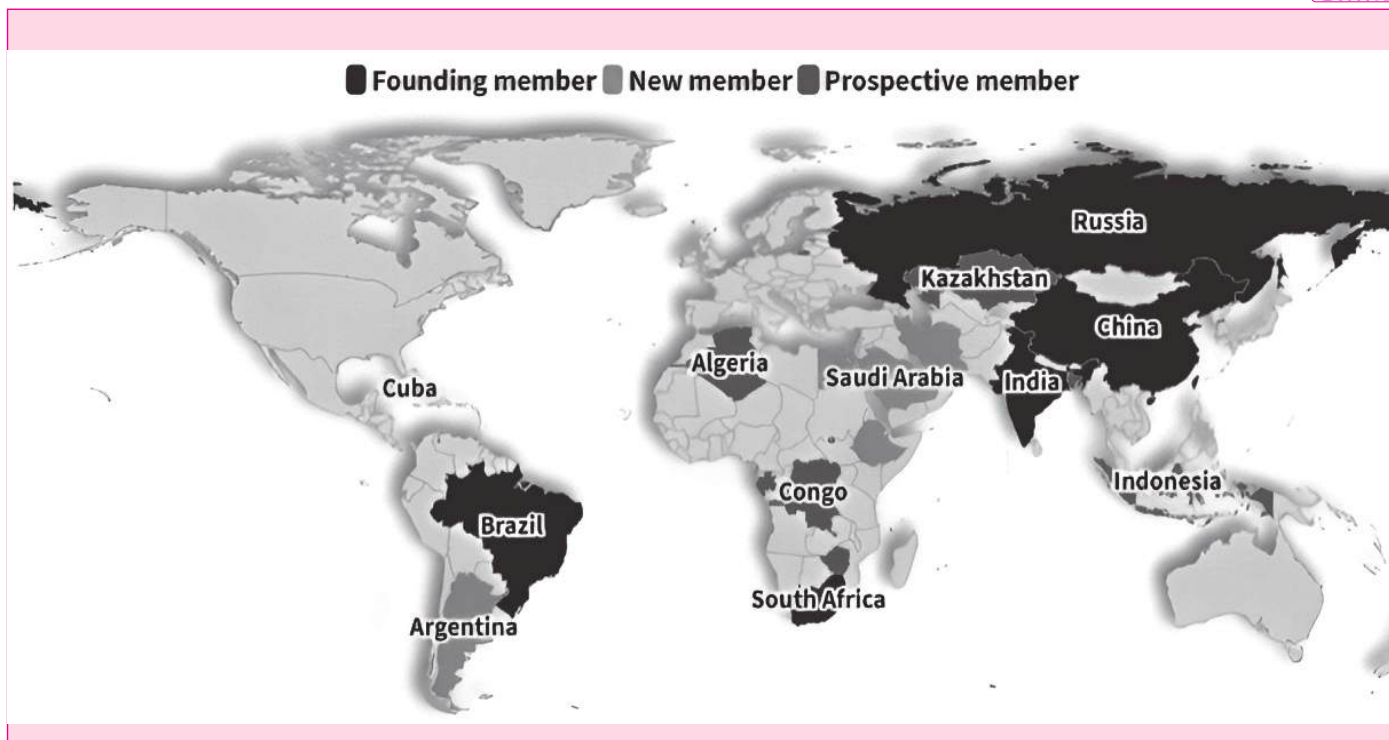 Founding member New member Prospective member
Russia
Kazakhstan
China
Algeria
Saudi Arabia
India
Cuba
Indonesia
Congo
Brazil
South Africa
Argentina